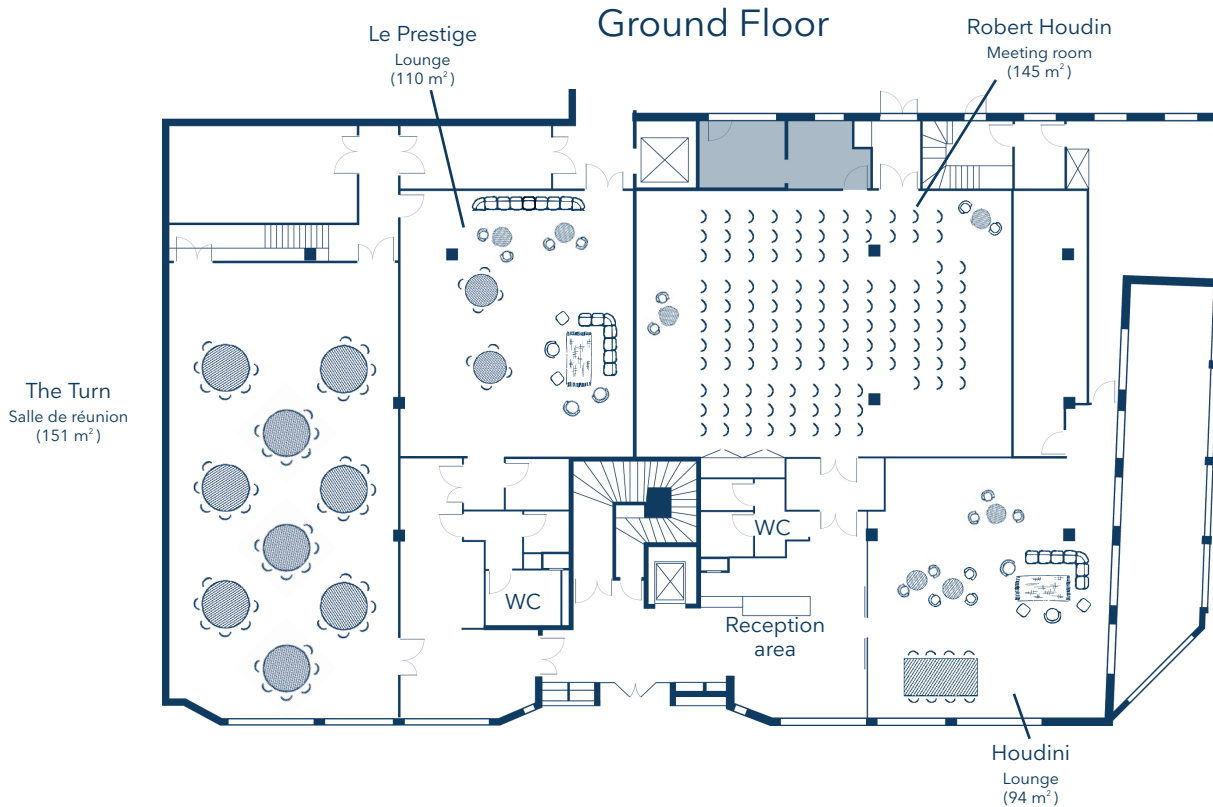 Ground Floor
Le Prestige
Lounge
(110 m²)
Robert Houdin
Meeting room
(145 m²)
The Turn
Salle de réunion
(151 m²)
WC
WC
Reception
area
Houdini
Lounge
(94 m²)